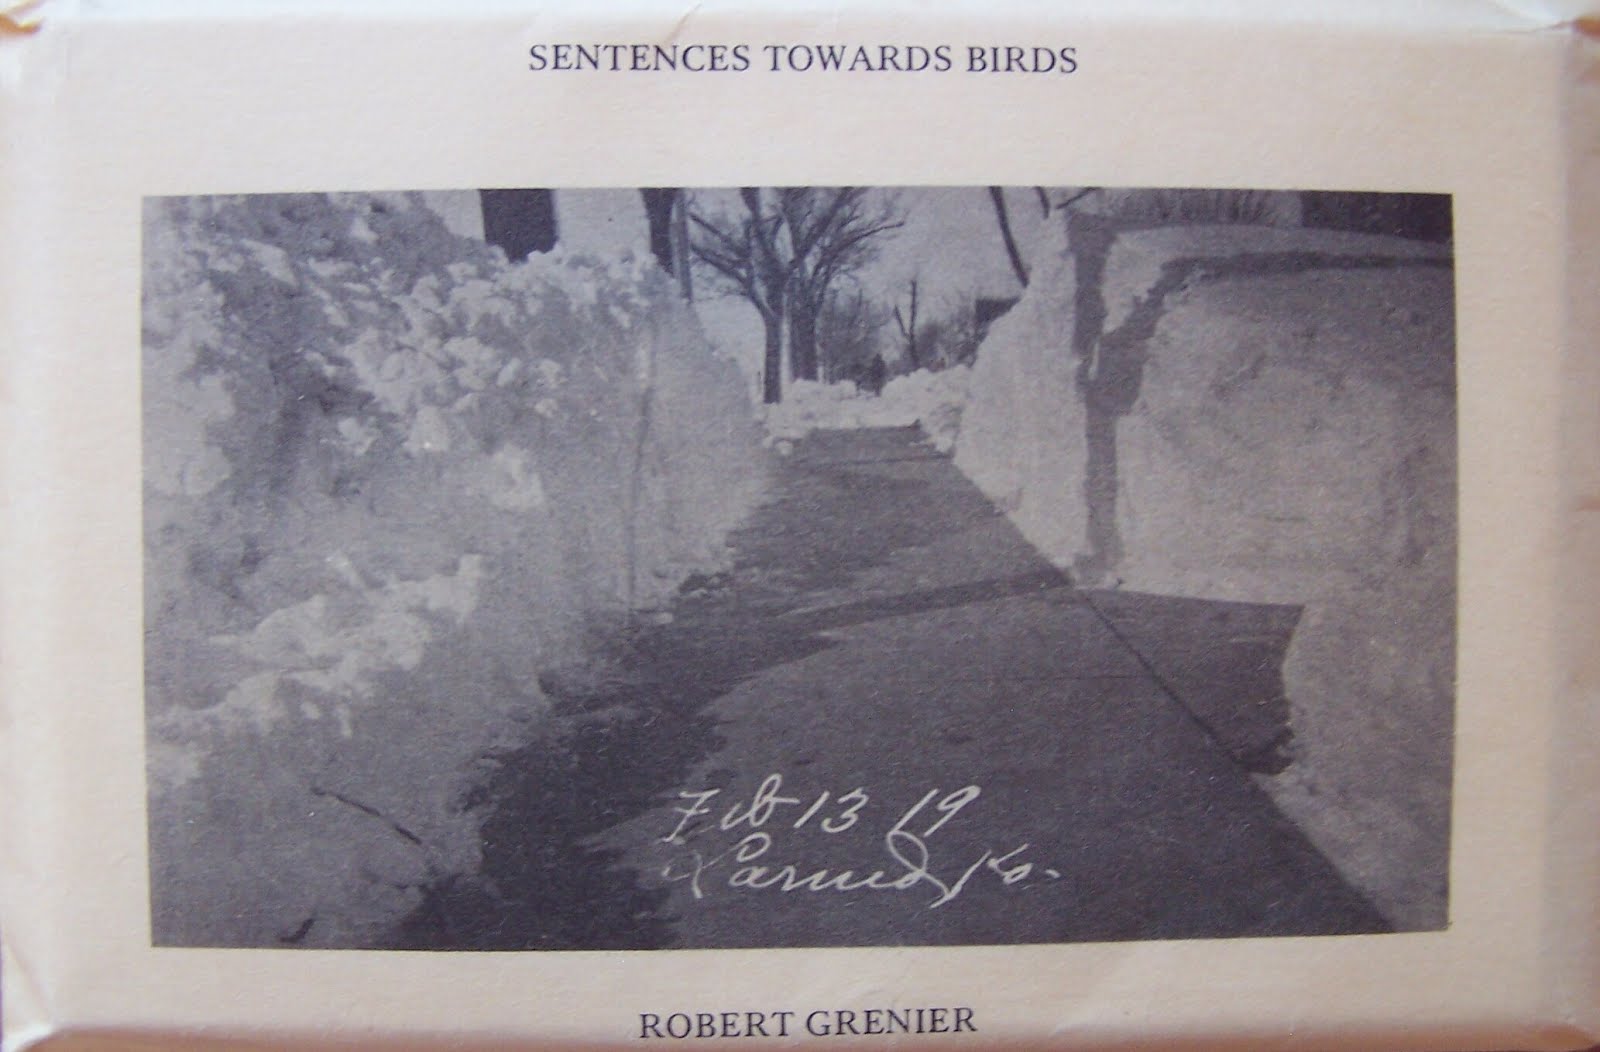 SENTENCES TOWARDS BIRDS
Feb 13 19
Larned Ks.
ROBERT GRENIER